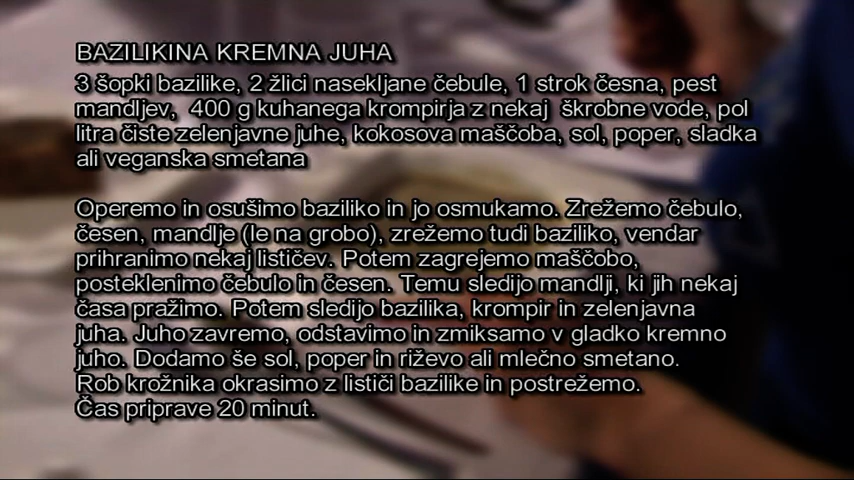 BAZILIKINA KREMNA JUHA
3 šopki bazilike, 2 žlici nasekljane čebule, 1 strok česna, pest
mandljev, 400 g kuhanega krompirja z nekaj škrobne vode, pol
litra čiste zelenjavne juhe, kokosova maščoba, sol, poper, sladka
ali veganska smetana
Operemo in osušimo baziliko in jo osmukamo. Zrežemo čebulo,
česen, mandlje (le na grobo), zrežemo tudi baziliko, vendar
prihranimo nekaj lističev. Potem zagrejemo maščobo,
posteklenimo čebulo in česen. Temu sledijo mandlji, ki jih nekaj
časa pražimo. Potem sledijo bazilika, krompir in zelenjavna
juha. Juho zavremo, odstavimo in zmiksamo v gladko kremno
juho. Dodamo še sol, poper in riževo ali mlečno smetano.
Rob krožnika okrasimo z lističi bazilike in postrežemo.
Čas priprave 20 minut.